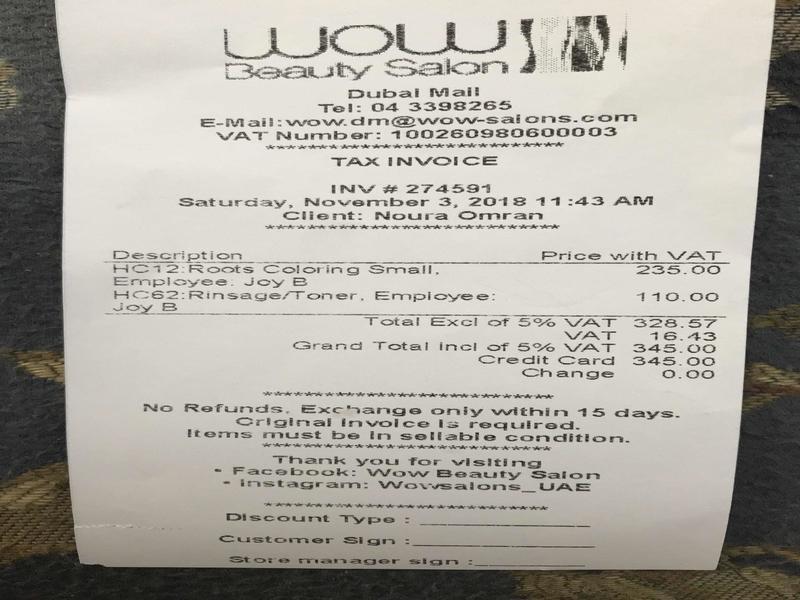 WOW
Beauty Salon
Dubai Mall
Tel: 04 3398265
E-Mail:wow.dm@wow-salons.com
VAT Number: 100260980600003
**************************
TAX INVOICE
INV # 274591
Saturday, November 3, 2018 11:43 AM
Client: Noura Omran
**************************
Description Price with VAT
HC12:Roots Coloring Small, 235.00
Employee: Joy B
HC62:Rinsage/Toner, Employee: 110.00
Joy B
Total Excl of 5% VAT 328.57
VAT 16.43
Grand Total incl of 5% VAT 345.00
Credit Card 345.00
Change 0.00
**************************
No Refunds, Exchange only within 15 days.
Original invoice is required.
Items must be in sellable condition.
**************************
Thank you for visiting
* Facebook: Wow Beauty Salon
* Instagram: Wowsalons_UAE
**************************
Discount Type : ____________________
Customer Sign : ____________________
Store manager sign : ____________